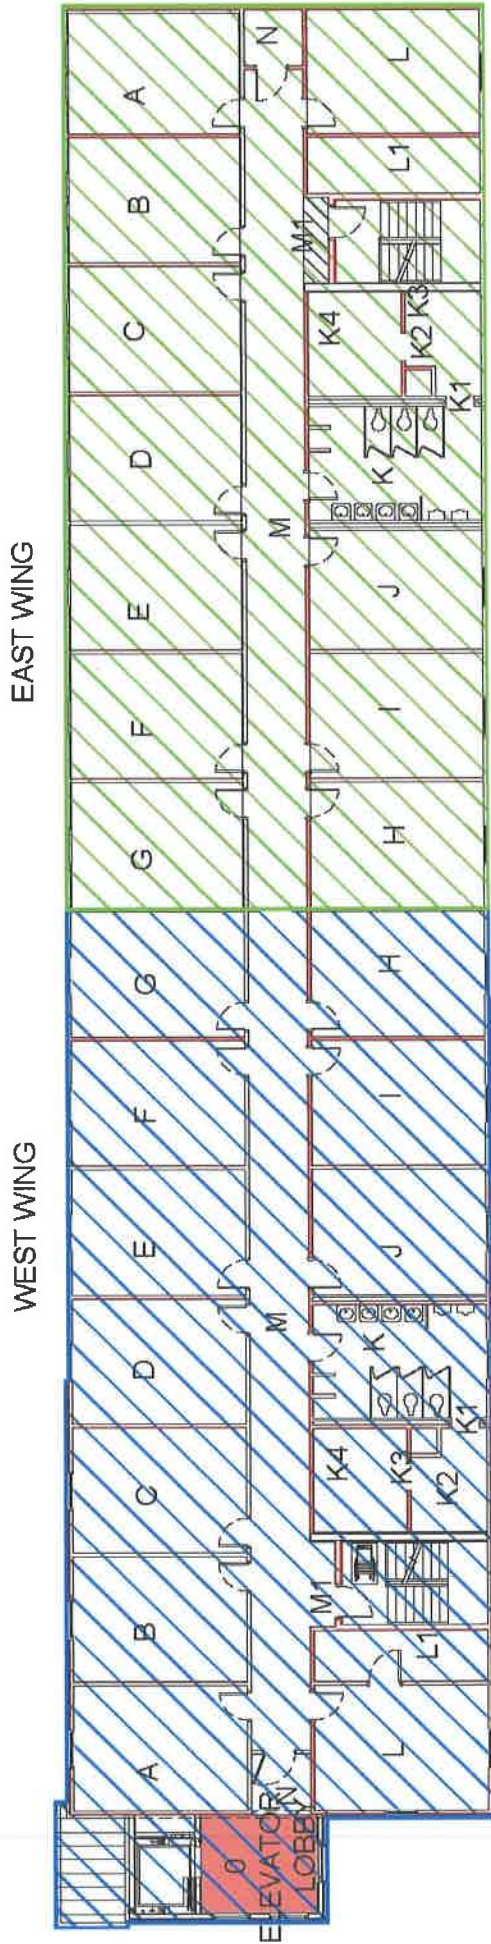 WEST WING
EAST WING
A
B
C
D
E
F
G
G
F
E
D
C
B
A
0
ELEVATOR
LOBBY
N
M
M
N
L
L1
M1
K4
K3
K2
K1
K
J
I
H
H
I
J
K
K1
K2
K3
K4
M1
L1
L